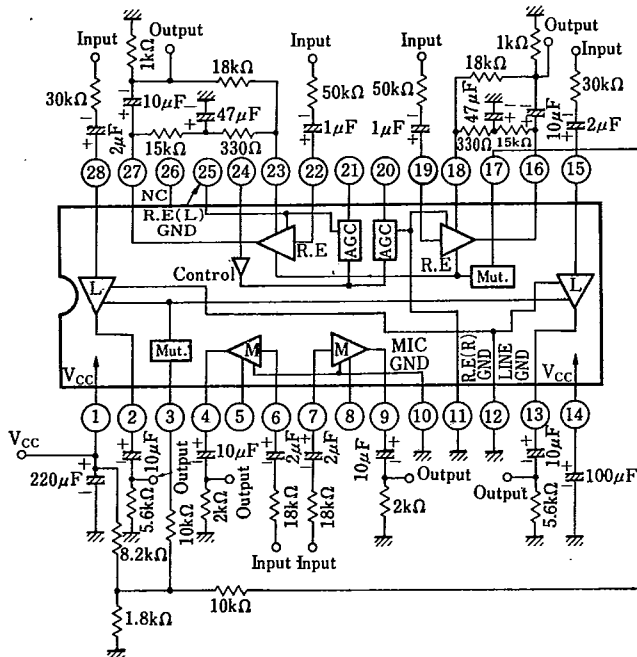 Input 1kΩ Output Input Input Output 1kΩ Input
30kΩ 18kΩ 50kΩ 50kΩ 18kΩ 30kΩ
2μF 10μF 47μF 1μF 1μF 47μF 10μF 2μF
15kΩ 330Ω 330Ω 15kΩ
28 27 26 25 24 23 22 21 20 19 18 17 16 15
NC
R.E(L)
GND
R.E AGC AGC R.E
Control Mut.
L L
Mut. M M MIC
GND R.E(R)
GND LINE
GND
VCC VCC
1 2 3 4 5 6 7 8 9 10 11 12 13 14
VCC
220μF 10μF 10μF 2μF 2μF 10μF 10μF 100μF
Output Output Output Output
5.6kΩ 10kΩ 2kΩ 18kΩ 18kΩ 2kΩ 5.6kΩ
8.2kΩ Input Input
10kΩ
1.8kΩ